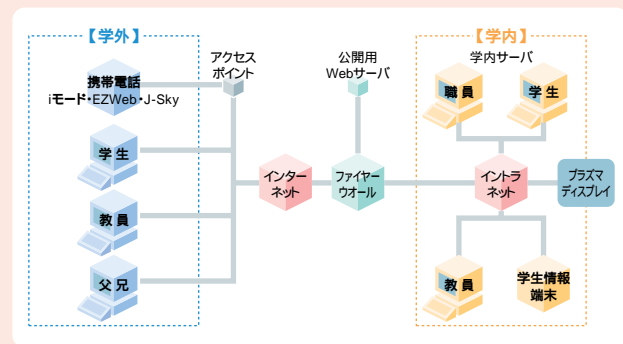 【学外】
携帯電話
iモード・EZWeb・J-Sky
学生
教員
父兄
アクセス
ポイント
インター
ネット
公開用
Webサーバ
ファイヤー
ウオール
【学内】
学内サーバ
職員
学生
イントラ
ネット
プラズマ
ディスプレイ
教員
学生情報
端末